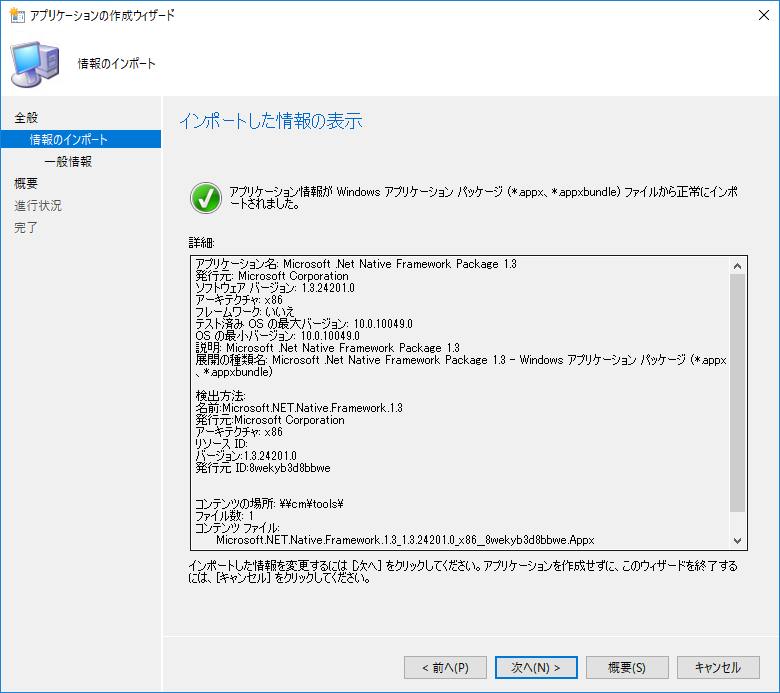 アプリケーションの作成ウィザード
情報のインポート
全般
情報のインポート
一般情報
概要
進行状況
完了
インポートした情報の表示
アプリケーション情報が Windows アプリケーション パッケージ (*.appx、*.appxbundle) ファイルから正常にインポ
ートされました。
詳細:
アプリケーション名: Microsoft .Net Native Framework Package 1.3
発行元: Microsoft Corporation
ソフトウェア バージョン: 1.3.24201.0
アーキテクチャ: x86
フレームワーク: いいえ
テスト済み OS の最大バージョン: 10.0.10049.0
OS の最小バージョン: 10.0.10049.0
説明: Microsoft .Net Native Framework Package 1.3
展開の種類名: Microsoft .Net Native Framework Package 1.3 - Windows アプリケーション パッケージ (*.appx
、*.appxbundle)
検出方法:
名前:Microsoft.NET.Native.Framework.1.3
発行元:Microsoft Corporation
アーキテクチャ: x86
リソース ID:
バージョン:1.3.24201.0
発行元 ID:8wekyb3d8bbwe
コンテンツの場所: ¥¥cm¥tools¥
ファイル数: 1
コンテンツ ファイル:
Microsoft.NET.Native.Framework.1.3_1.3.24201.0_x86__8wekyb3d8bbwe.Appx
インポートした情報を変更するには [次へ] をクリックしてください。アプリケーションを作成せずに、このウィザードを終了する
には、[キャンセル] をクリックしてください。
< 前へ(P)
次へ(N) >
概要(S)
キャンセル